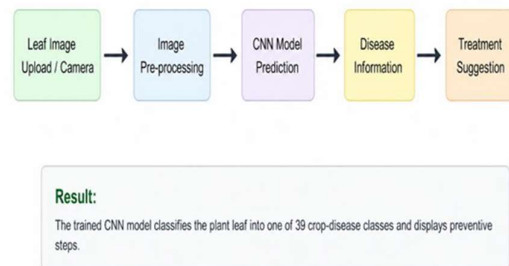 Leaf Image
Upload / Camera
Image
Pre-processing
CNN Model
Prediction
Disease
Information
Treatment
Suggestion
Result:
The trained CNN model classifies the plant leaf into one of 39 crop-disease classes and displays preventive
steps.